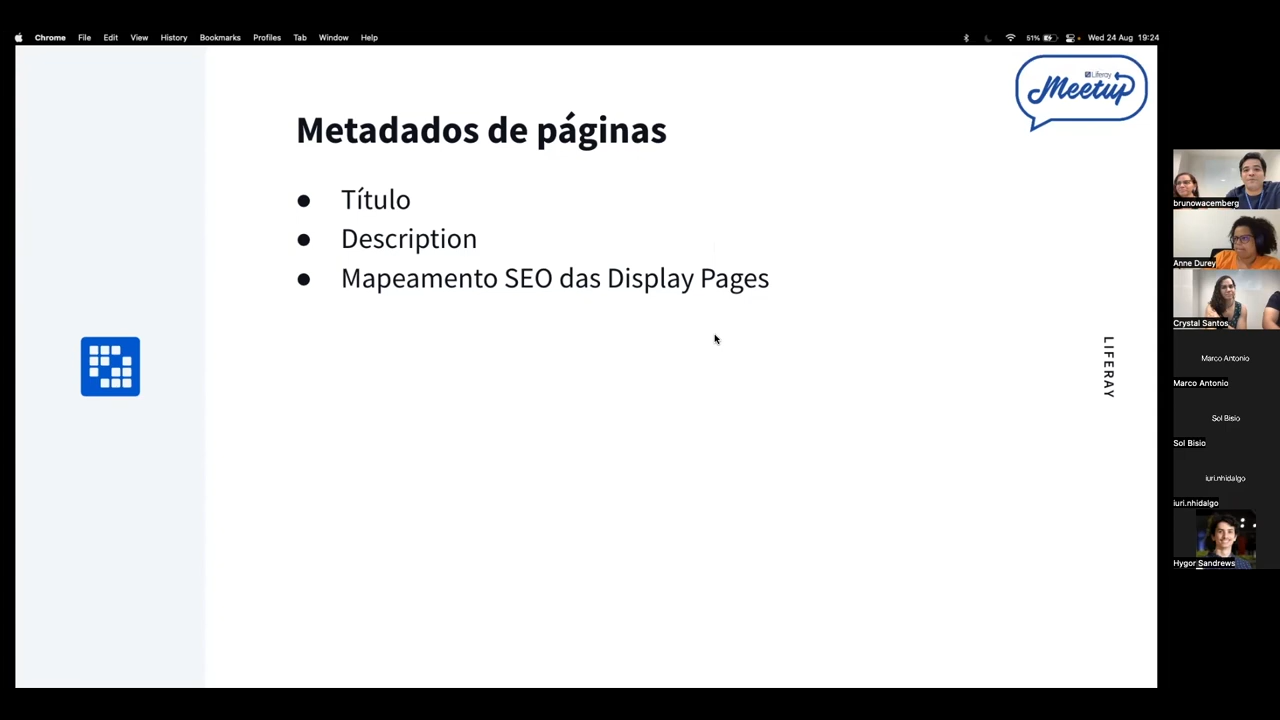 Chrome File Edit View History Bookmarks Profiles Tab Window Help
51% Wed 24 Aug 19:24
Liferay
Meetup
Metadados de páginas
● Título
● Description
● Mapeamento SEO das Display Pages
LIFERAY
brunowacemberg
Anne Durey
Crystal Santos
Marco Antonio
Marco Antonio
Sol Bisio
Sol Bisio
iuri.nhidalgo
iuri.nhidalgo
Hygor Sandrews